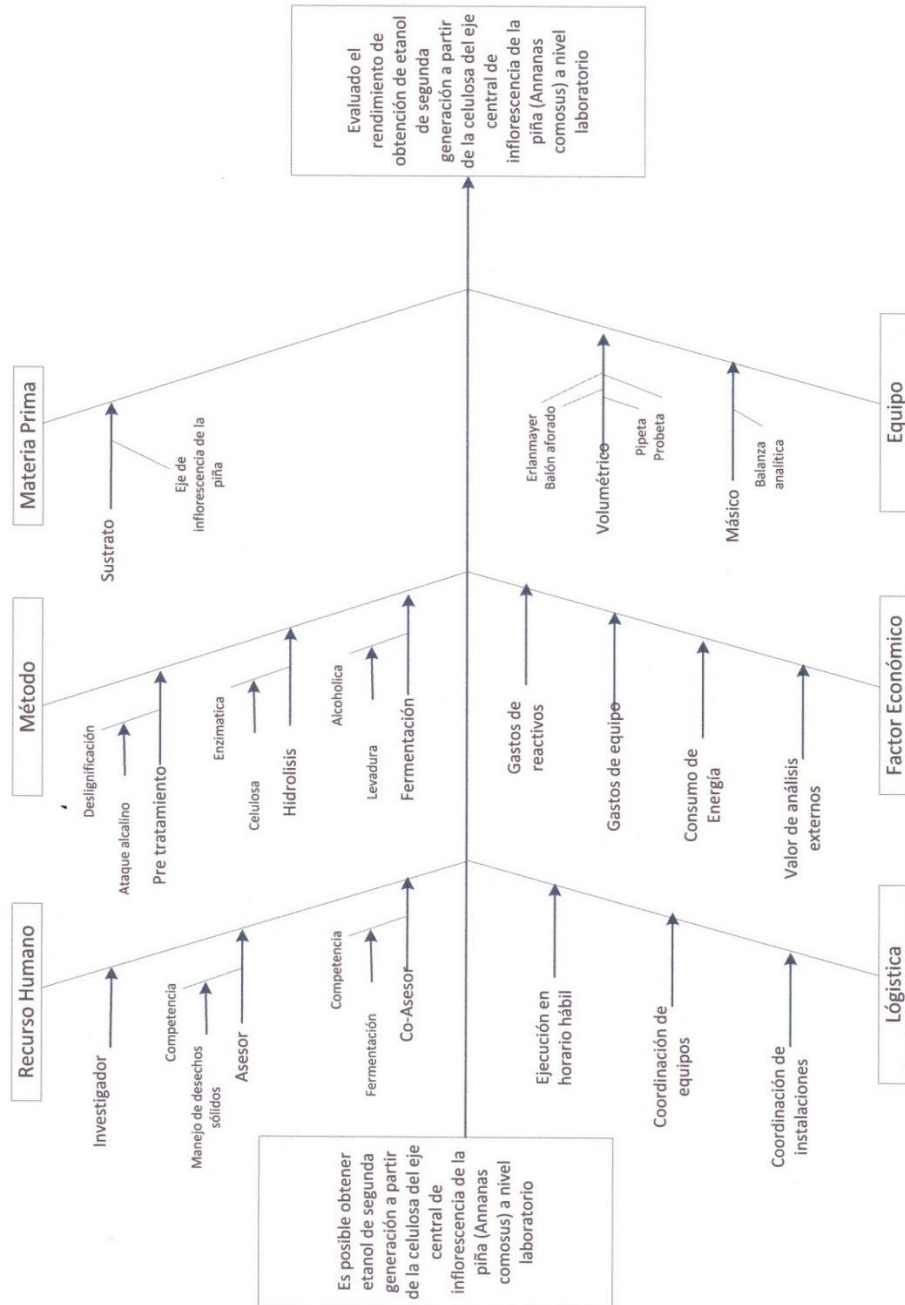 Recurso Humano
Investigador
Competencia
Manejo de desechos
sólidos
Asesor
Competencia
Fermentación
Co-Asesor
Método
Deslignificación
Ataque alcalino
Pre tratamiento
Enzimatica
Celulosa
Hidrolisis
Alcoholica
Levadura
Fermentación
Materia Prima
Sustrato
Eje de
inflorescencia de la
piña
Es posible obtener
etanol de segunda
generación a partir
de la celulosa del eje
central de
inflorescencia de la
piña (Annanas
comosus) a nivel
laboratorio
Evaluado el
rendimiento de
obtención de etanol
de segunda
generación a partir
de la celulosa del eje
central de
inflorescencia de la
piña (Annanas
comosus) a nivel
laboratorio
Ejecución en
horario hábil
Coordinación de
equipos
Coordinación de
instalaciones
Lógistica
Gastos de
reactivos
Gastos de equipo
Consumo de
Energía
Valor de análisis
externos
Factor Económico
Erlanmayer
Balón aforado
Volumétrico
Pipeta
Probeta
Másico
Balanza
analítica
Equipo